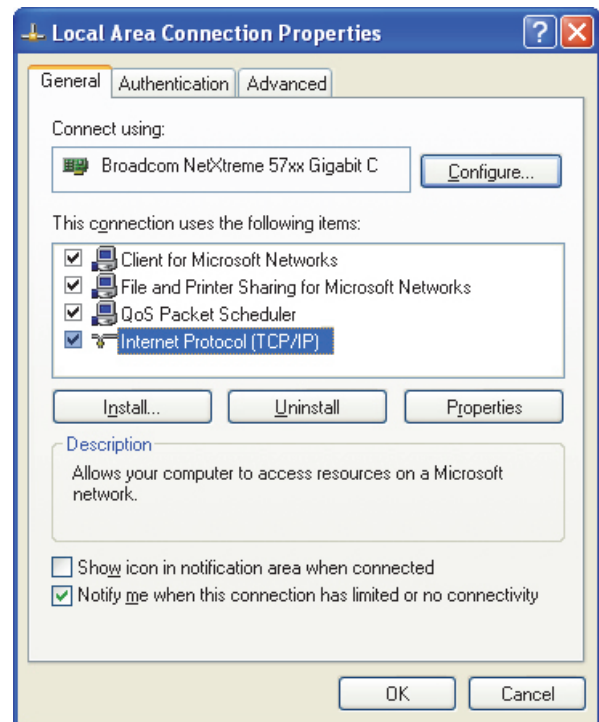 Local Area Connection Properties
General Authentication Advanced
Connect using:
Broadcom NetXtreme 57xx Gigabit C
Configure...
This connection uses the following items:
Client for Microsoft Networks
File and Printer Sharing for Microsoft Networks
QoS Packet Scheduler
Internet Protocol (TCP/IP)
Install... Uninstall Properties
Description
Allows your computer to access resources on a Microsoft
network.
Show icon in notification area when connected
Notify me when this connection has limited or no connectivity
OK Cancel